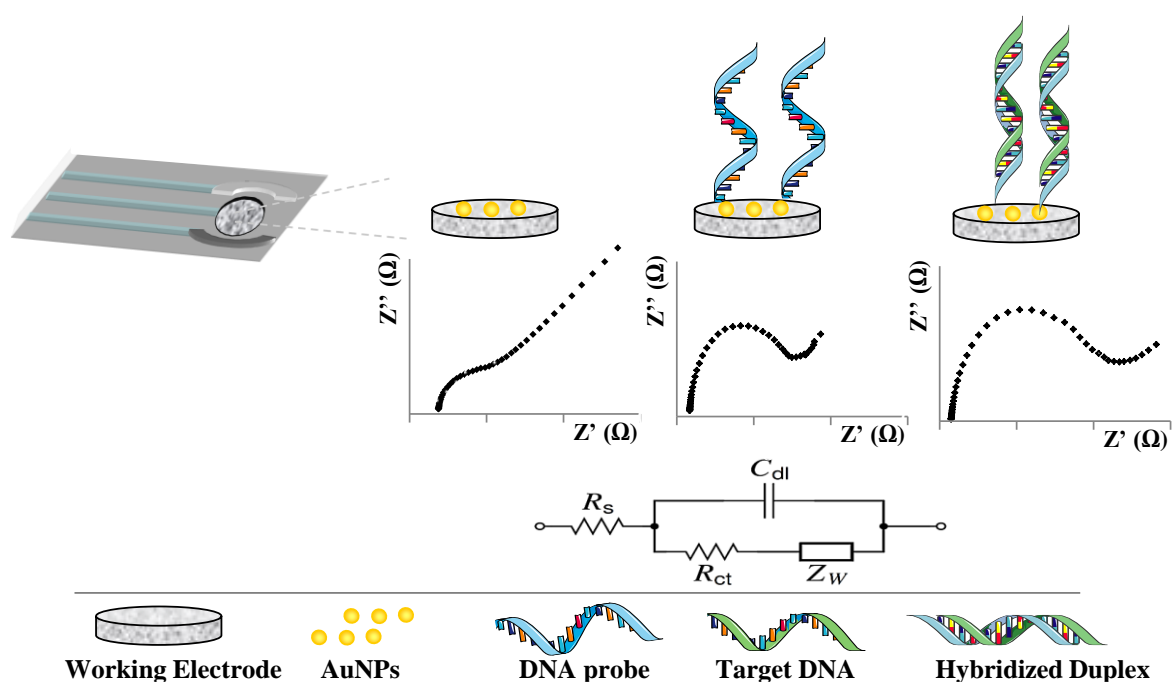 Z’’ (Ω)
Z’ (Ω)
Z’’ (Ω)
Z’ (Ω)
Z’’ (Ω)
Z’ (Ω)
Cdl
Rs
Rct
ZW
Working Electrode
AuNPs
DNA probe
Target DNA
Hybridized Duplex